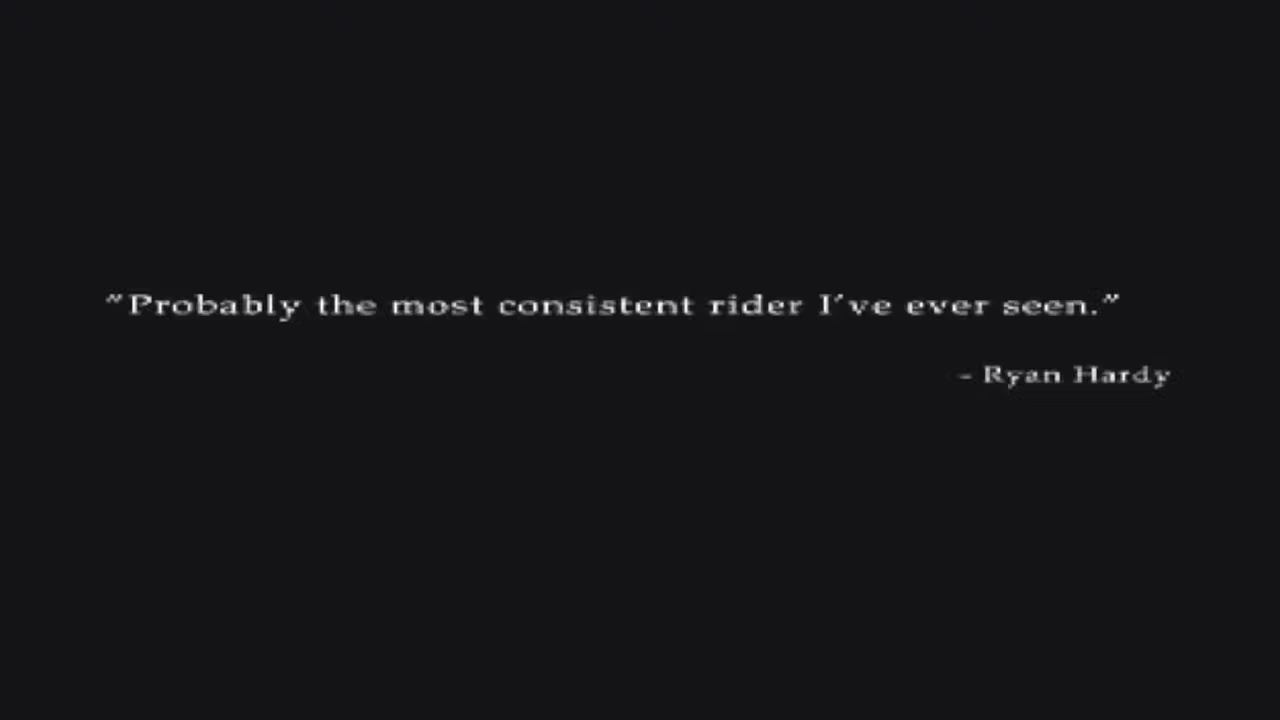 “Probably the most consistent rider I’ve ever seen.”
- Ryan Hardy